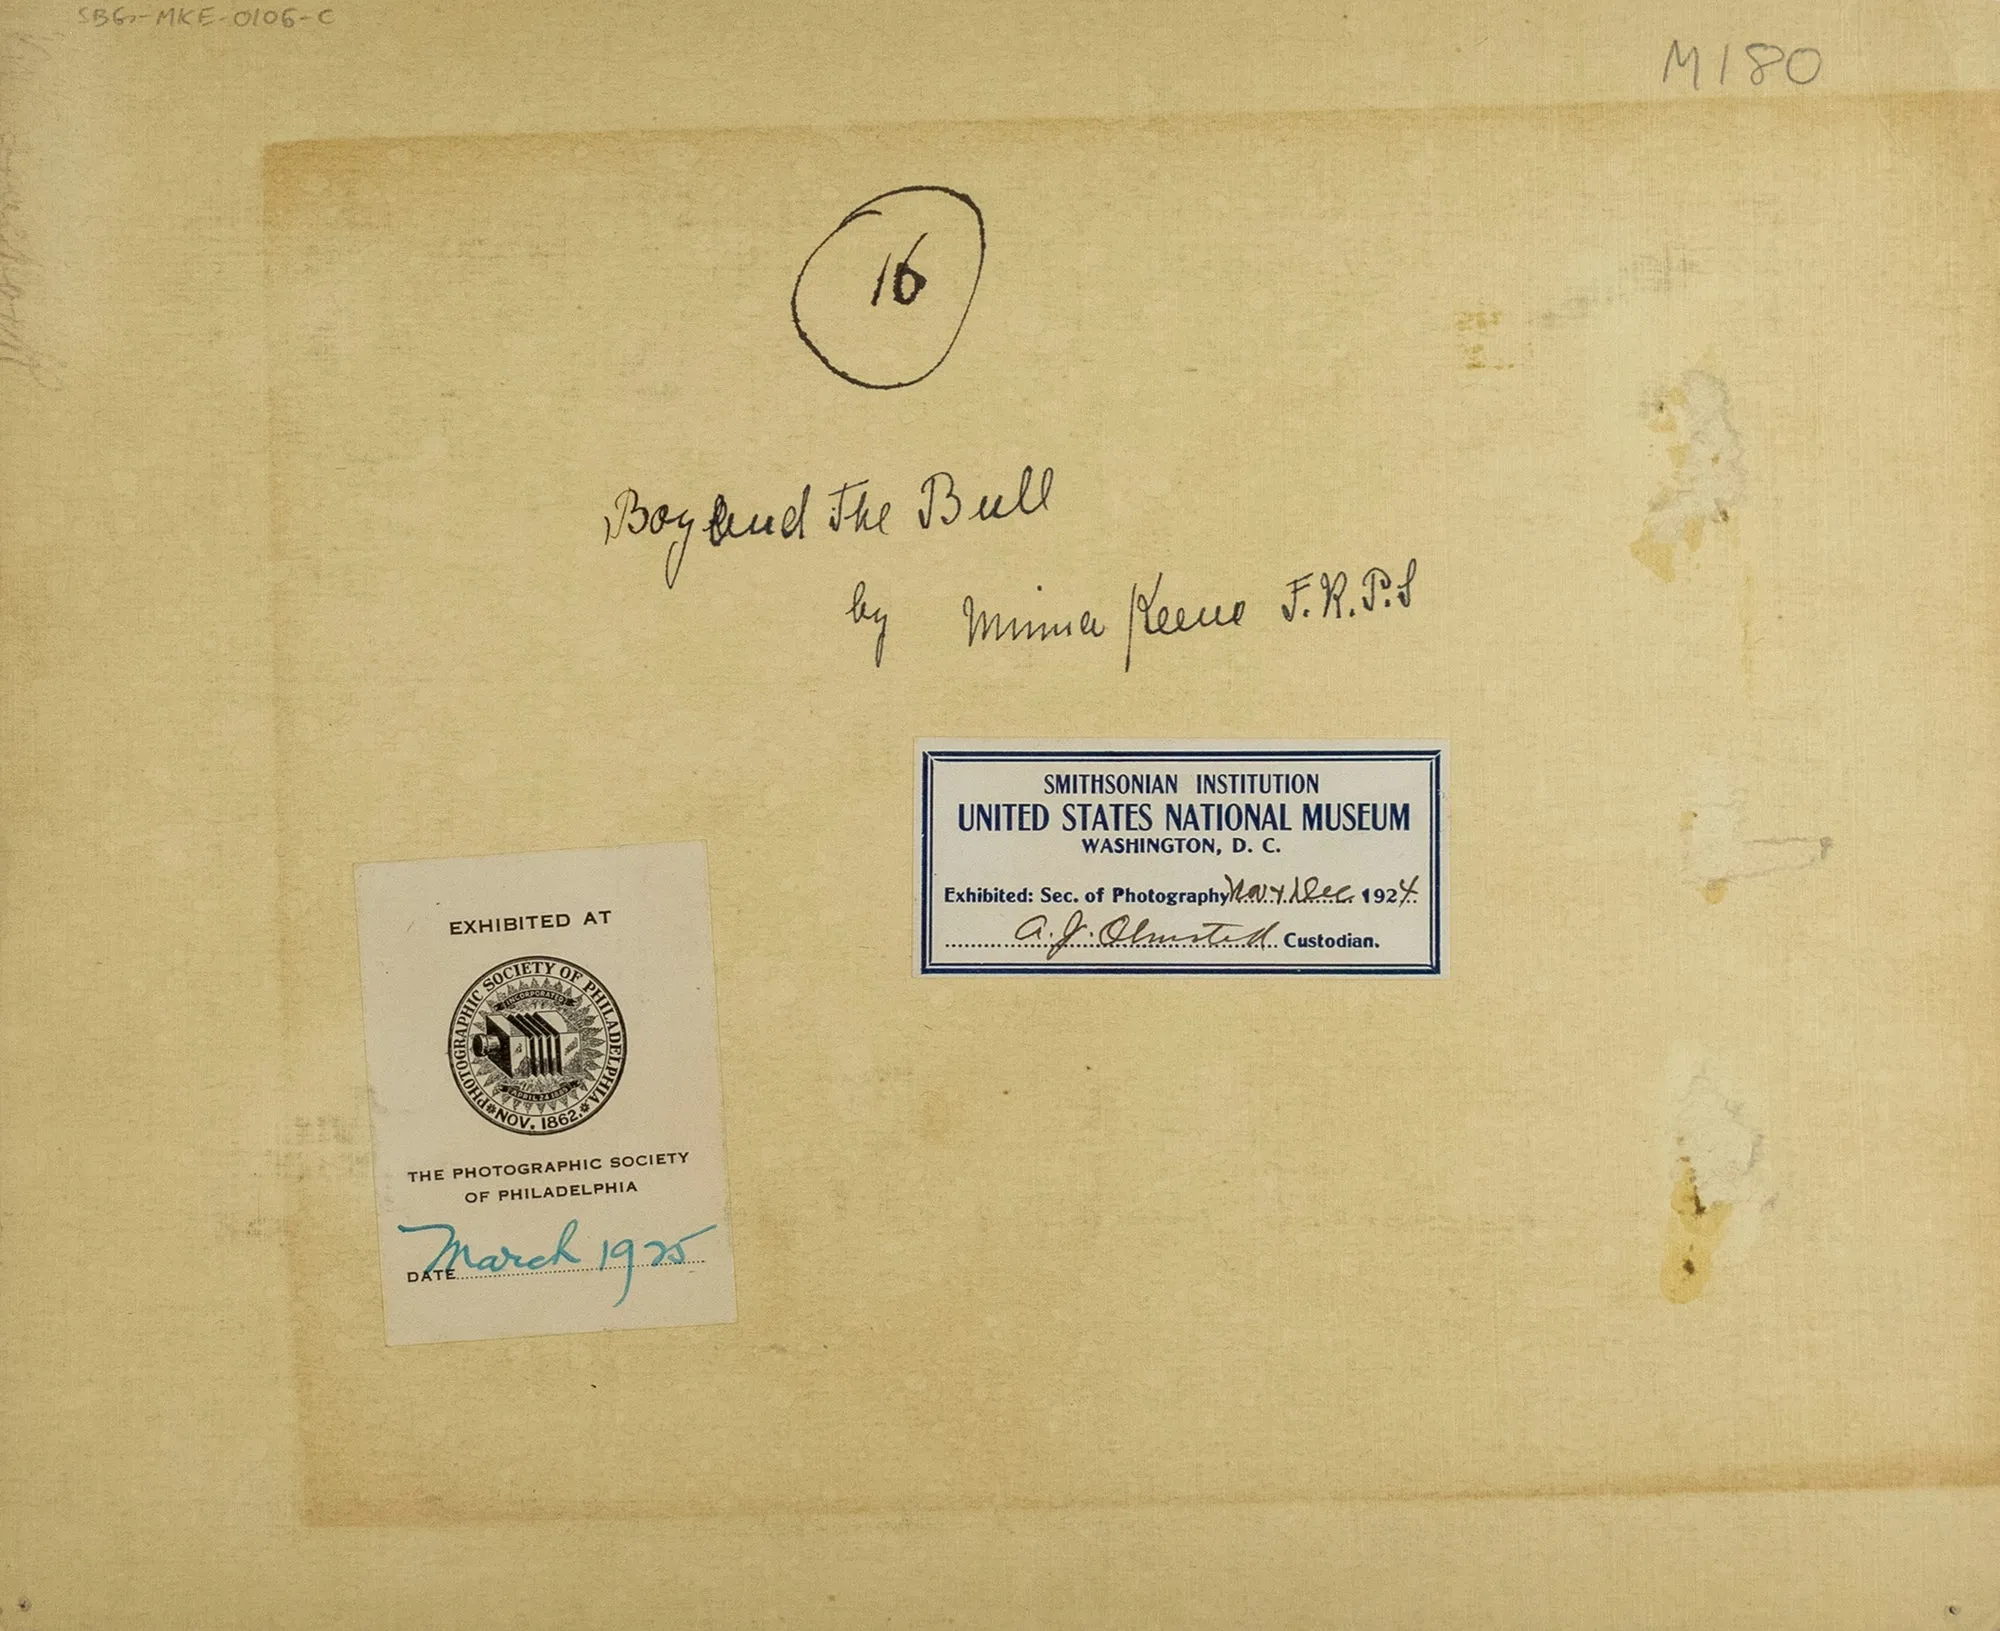 SBG-MKE-0106-C
M180
16
Boy and The Bull
by Minna Keene F.R.P.S
SMITHSONIAN INSTITUTION
UNITED STATES NATIONAL MUSEUM
WASHINGTON, D. C.
Exhibited: Sec. of Photography Nov & Dec 1924.
A. J. Olmsted Custodian.
EXHIBITED AT
PHOTOGRAPHIC SOCIETY OF PHILADELPHIA
INCORPORATED
NOV. 1862.
THE PHOTOGRAPHIC SOCIETY
OF PHILADELPHIA
DATE March 1925